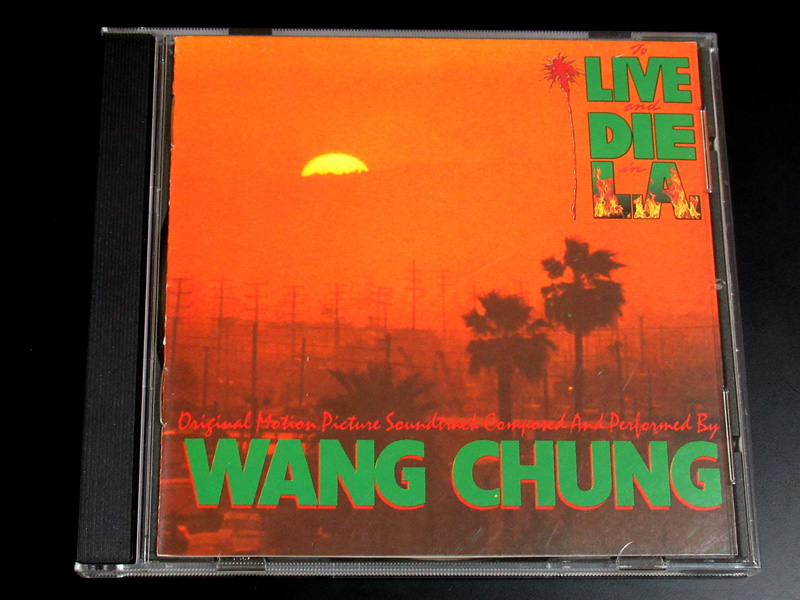 To
LIVE
and
DIE
in
L.A.
Original Motion Picture Soundtrack Composed And Performed By
WANG CHUNG